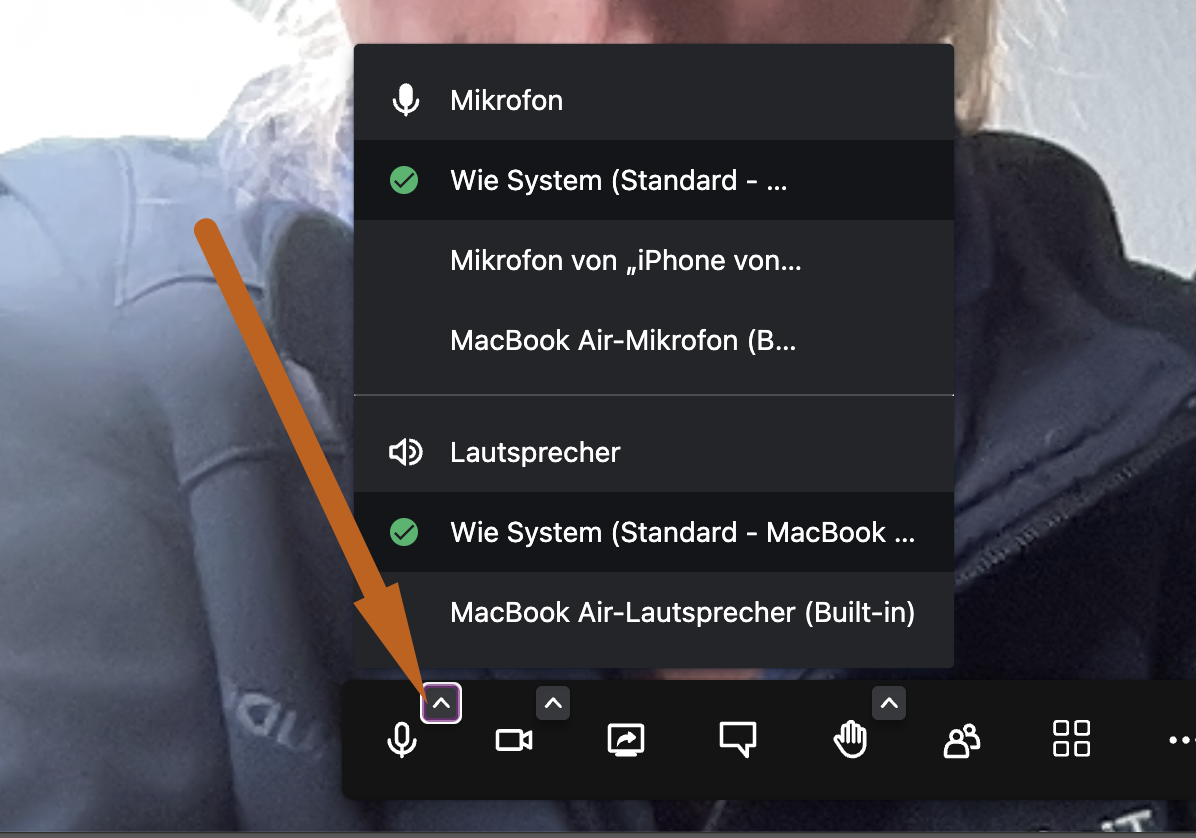 Mikrofon
Wie System (Standard - ...
Mikrofon von „iPhone von...
MacBook Air-Mikrofon (B...
Lautsprecher
Wie System (Standard - MacBook ...
MacBook Air-Lautsprecher (Built-in)